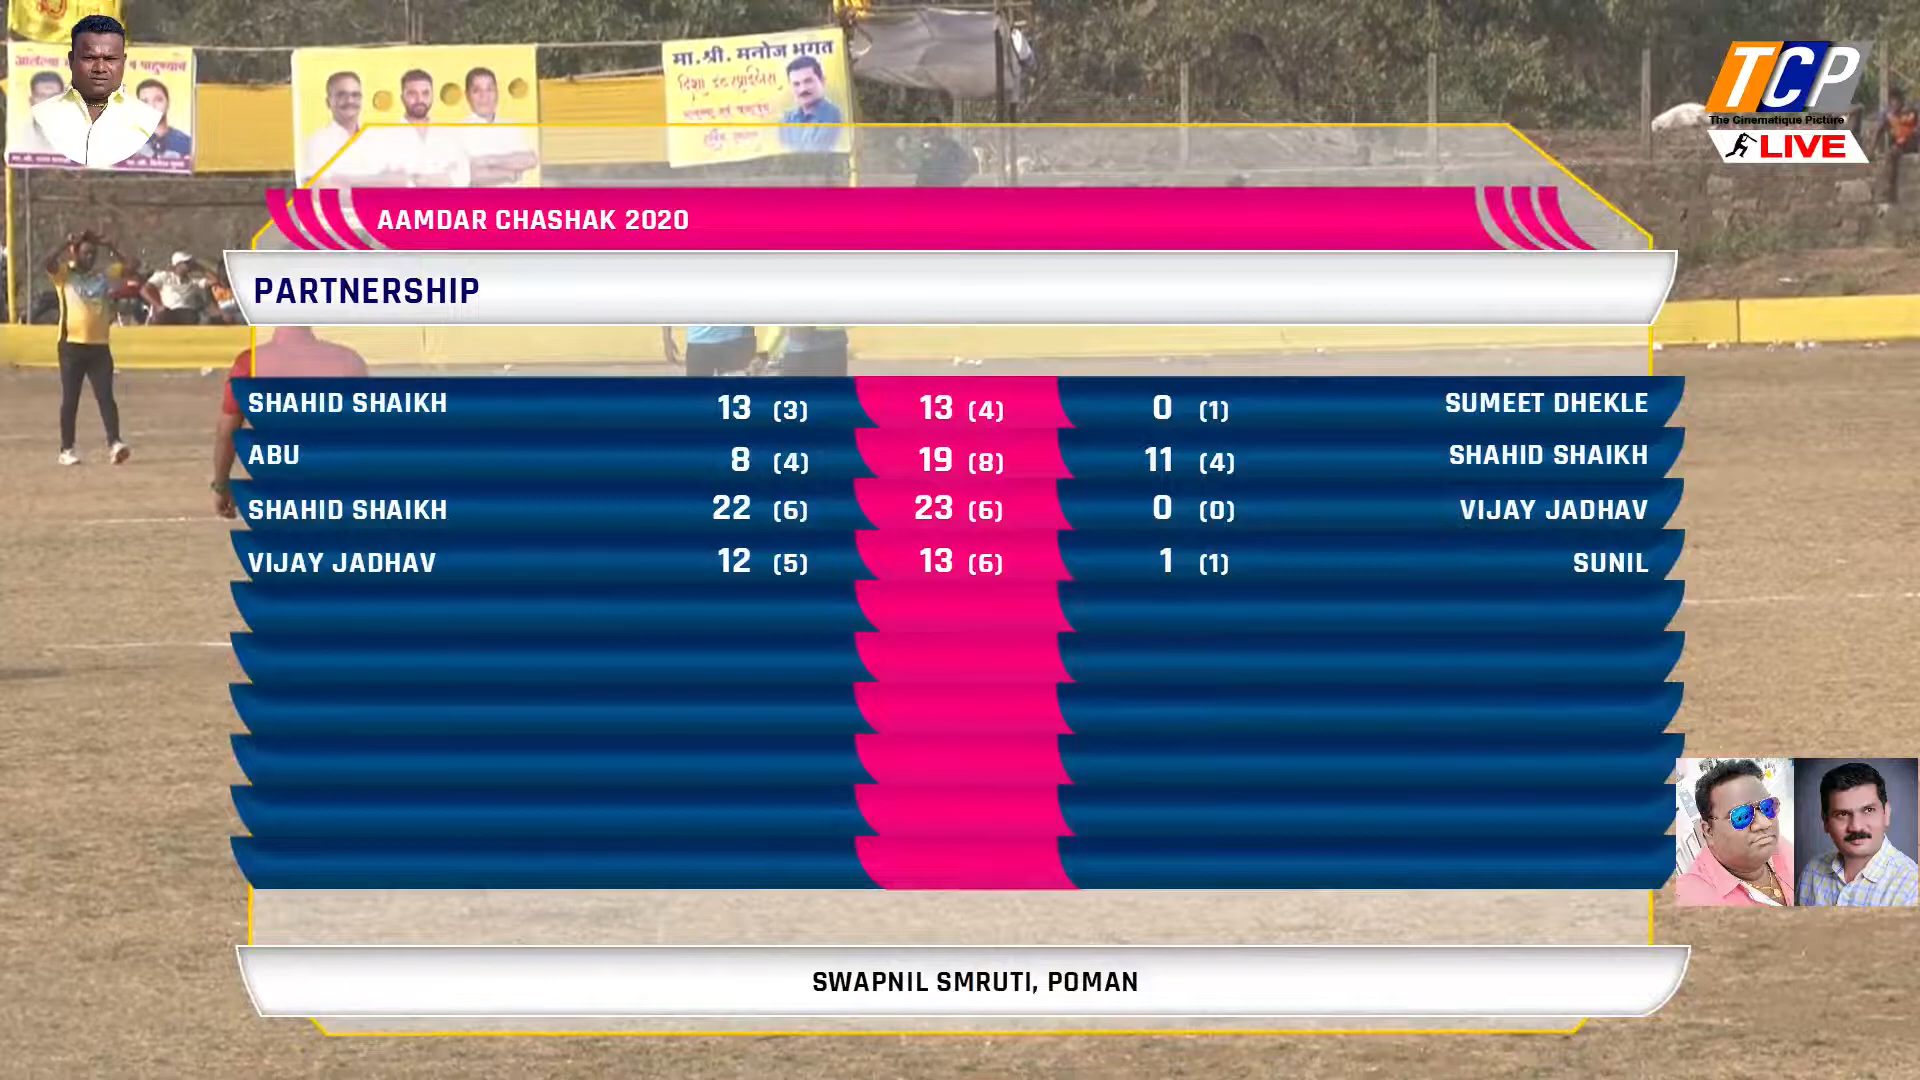 मा.श्री. मनोज भगत
TCP
The Cinematique Picture
LIVE
AAMDAR CHASHAK 2020
PARTNERSHIP
SHAHID SHAIKH 13 (3) 13 (4) 0 (1) SUMEET DHEKLE
ABU 8 (4) 19 (8) 11 (4) SHAHID SHAIKH
SHAHID SHAIKH 22 (6) 23 (6) 0 (0) VIJAY JADHAV
VIJAY JADHAV 12 (5) 13 (6) 1 (1) SUNIL
SWAPNIL SMRUTI, POMAN